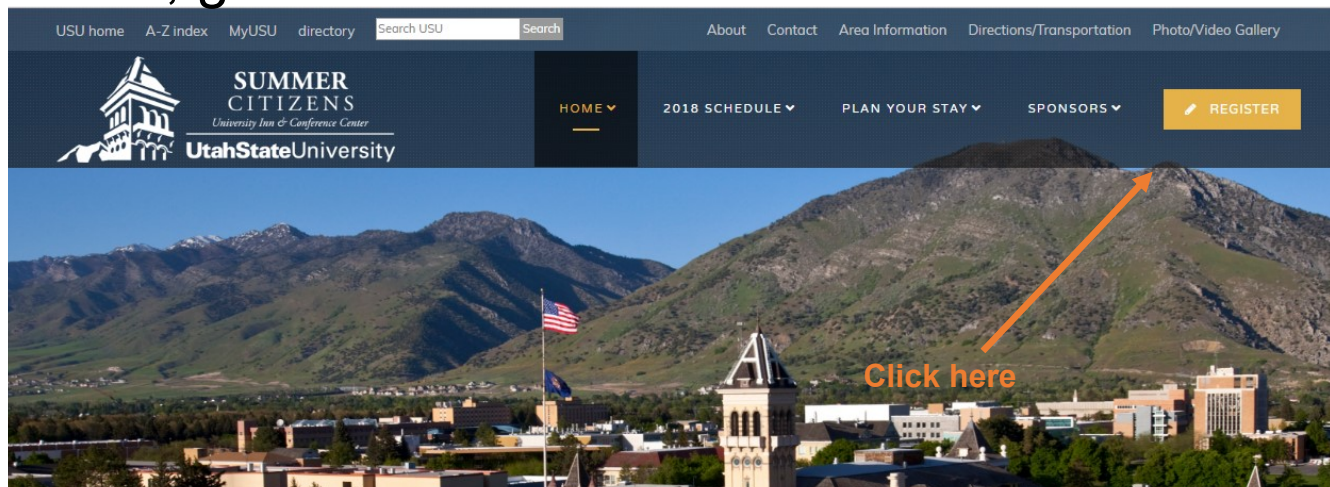 USU home A-Z index MyUSU directory Search USU Search About Contact Area Information Directions/Transportation Photo/Video Gallery
SUMMER
CITIZENS
University Inn & Conference Center
UtahStateUniversity
HOME 2018 SCHEDULE PLAN YOUR STAY SPONSORS REGISTER
Click here